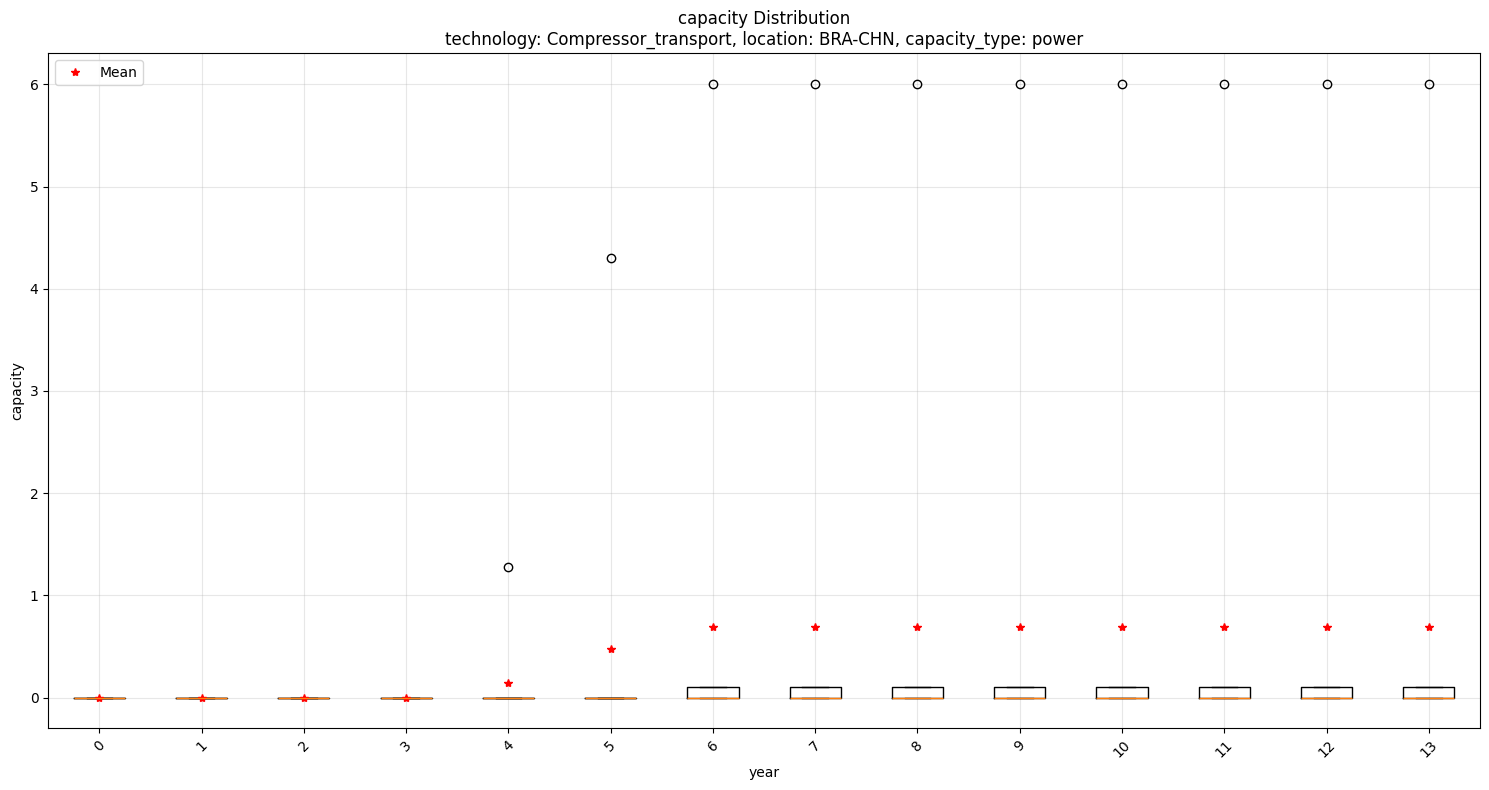 capacity Distribution
technology: Compressor_transport, location: BRA-CHN, capacity_type: power
Mean
6
5
4
3
2
1
0
capacity
0 1 2 3 4 5 6 7 8 9 10 11 12 13
year